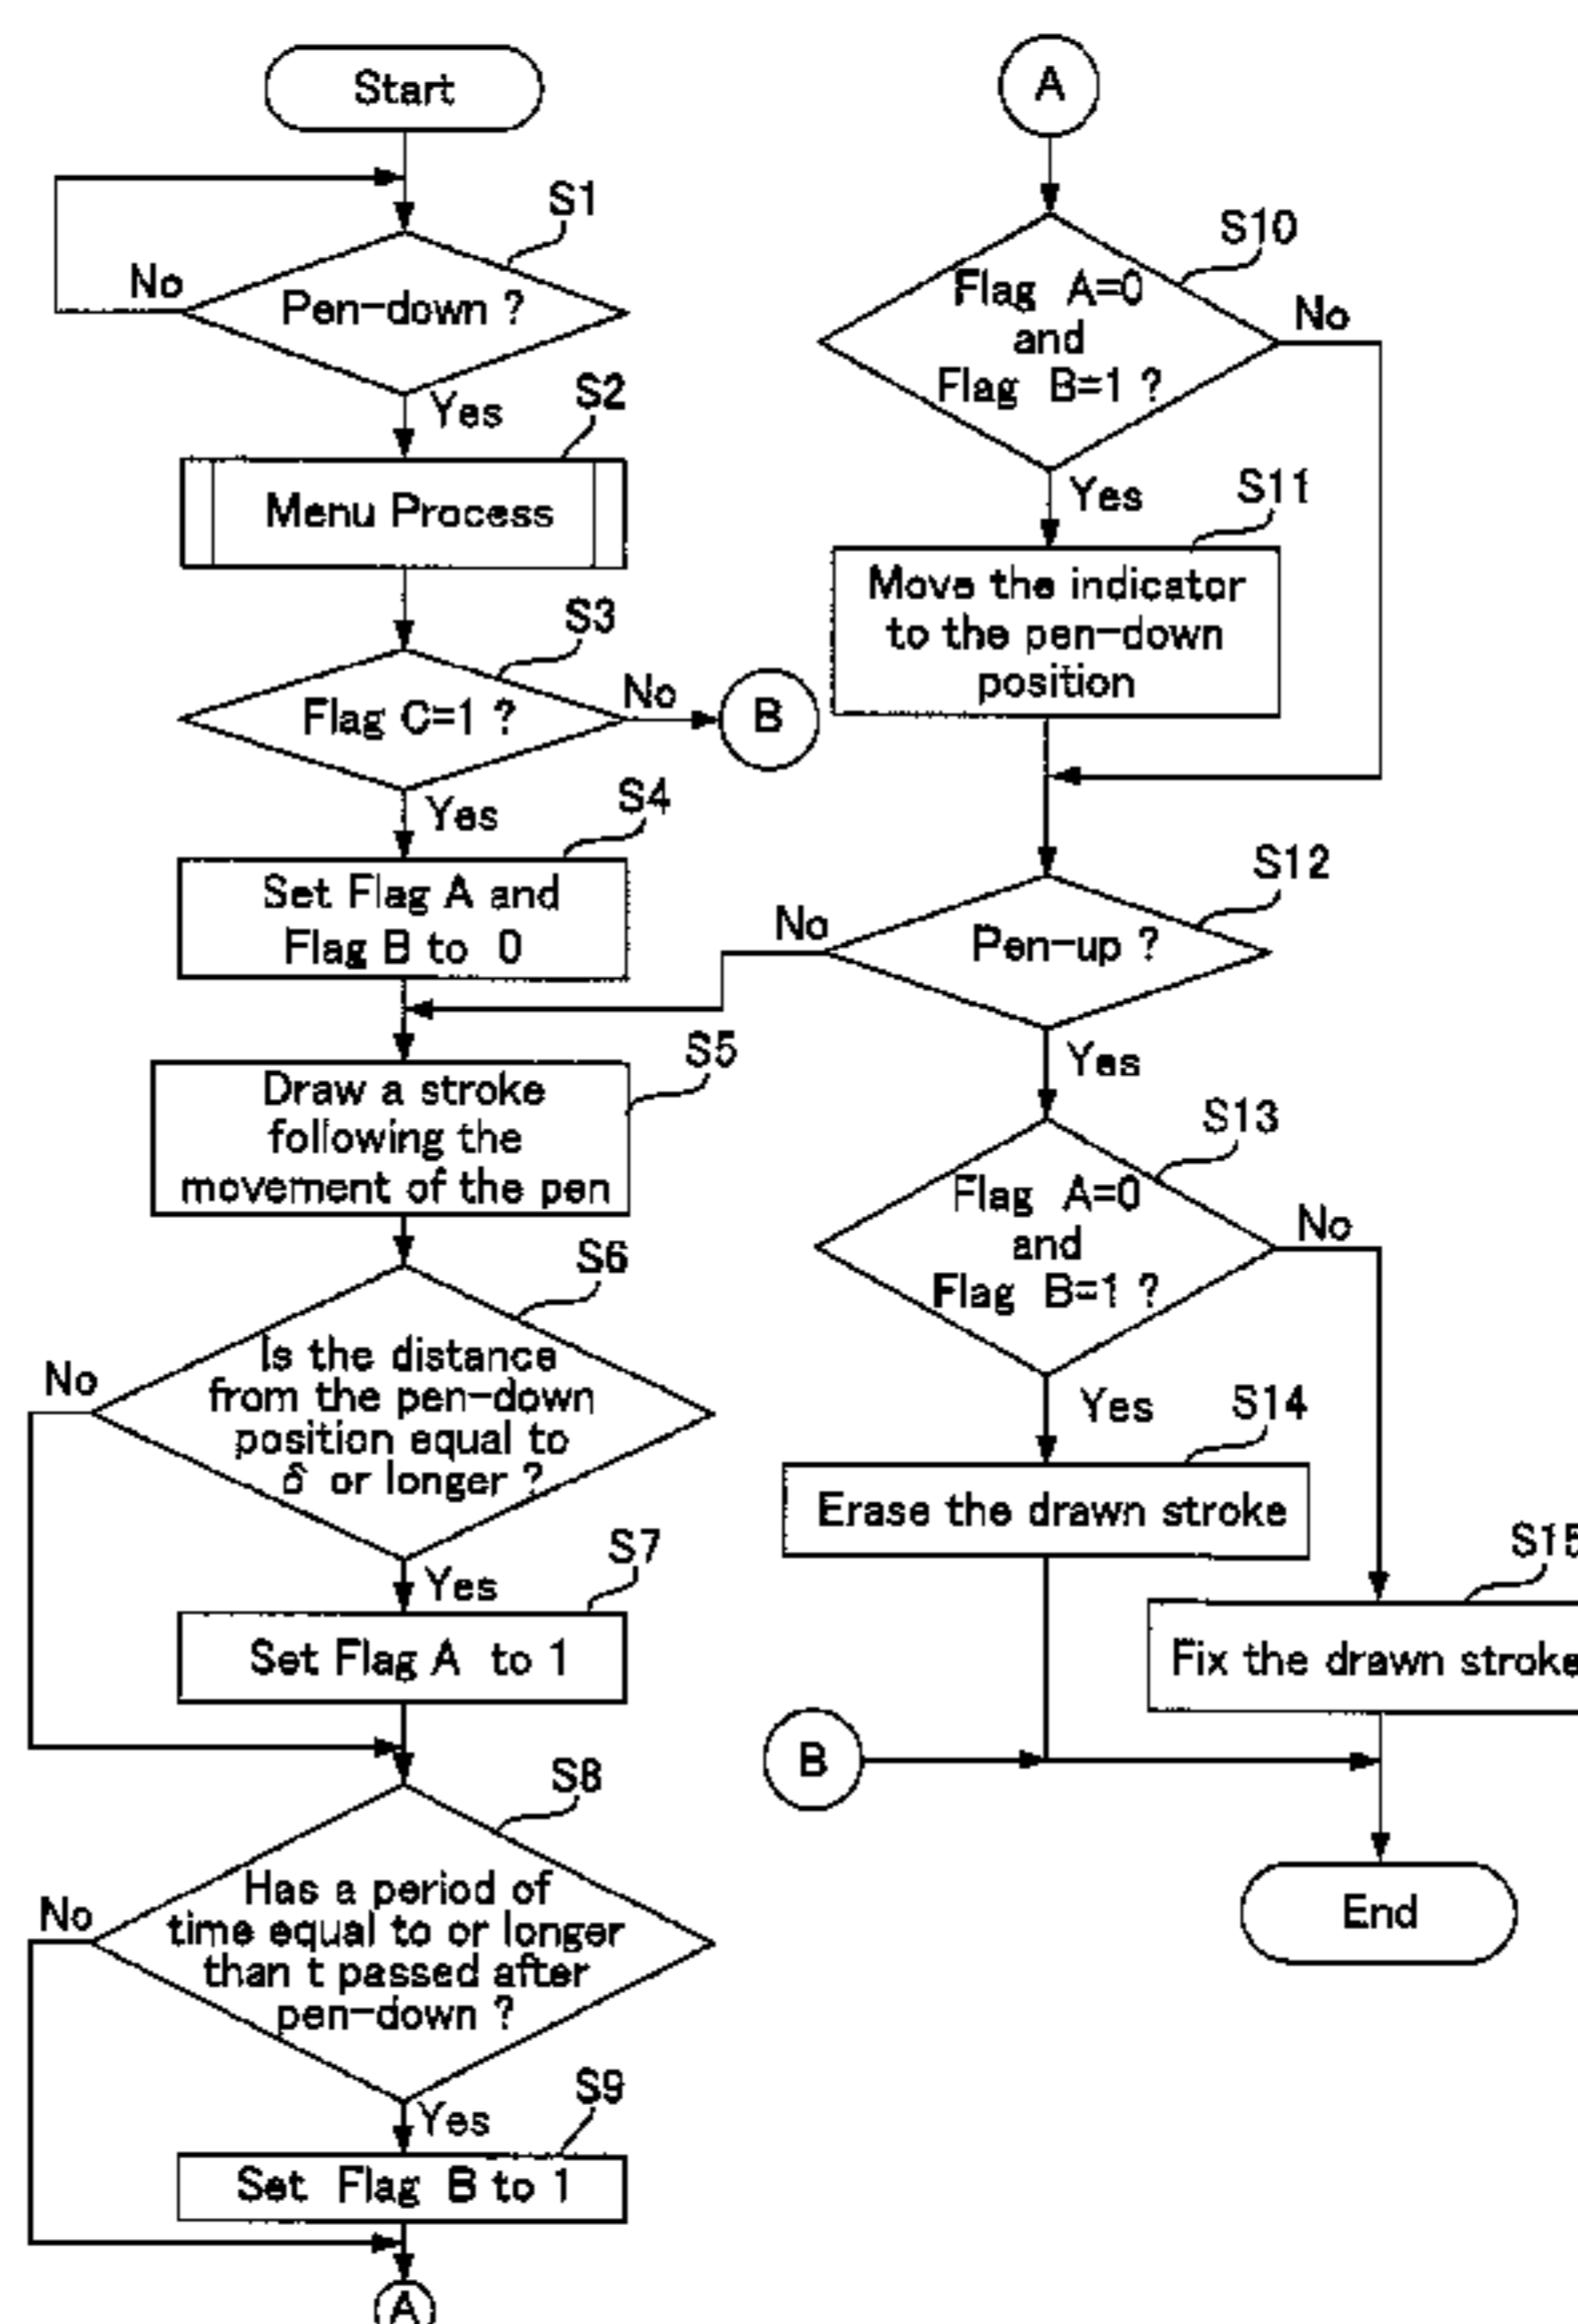 Start
S1
No
Pen-down ?
Yes
S2
Menu Process
S3
Flag C=1 ?
No
B
Yes
S4
Set Flag A and
Flag B to 0
S5
Draw a stroke
following the
movement of the pen
S6
No
Is the distance
from the pen-down
position equal to
δ or longer ?
Yes
S7
Set Flag A to 1
S8
No
Has a period of
time equal to or longer
than t passed after
pen-down ?
Yes
S9
Set Flag B to 1
A
A
S10
Flag A=0
and
Flag B=1 ?
No
Yes
S11
Move the indicator
to the pen-down
position
S12
No
Pen-up ?
Yes
S13
Flag A=0
and
Flag B=1 ?
No
Yes
S14
Erase the drawn stroke
S15
Fix the drawn stroke
B
End